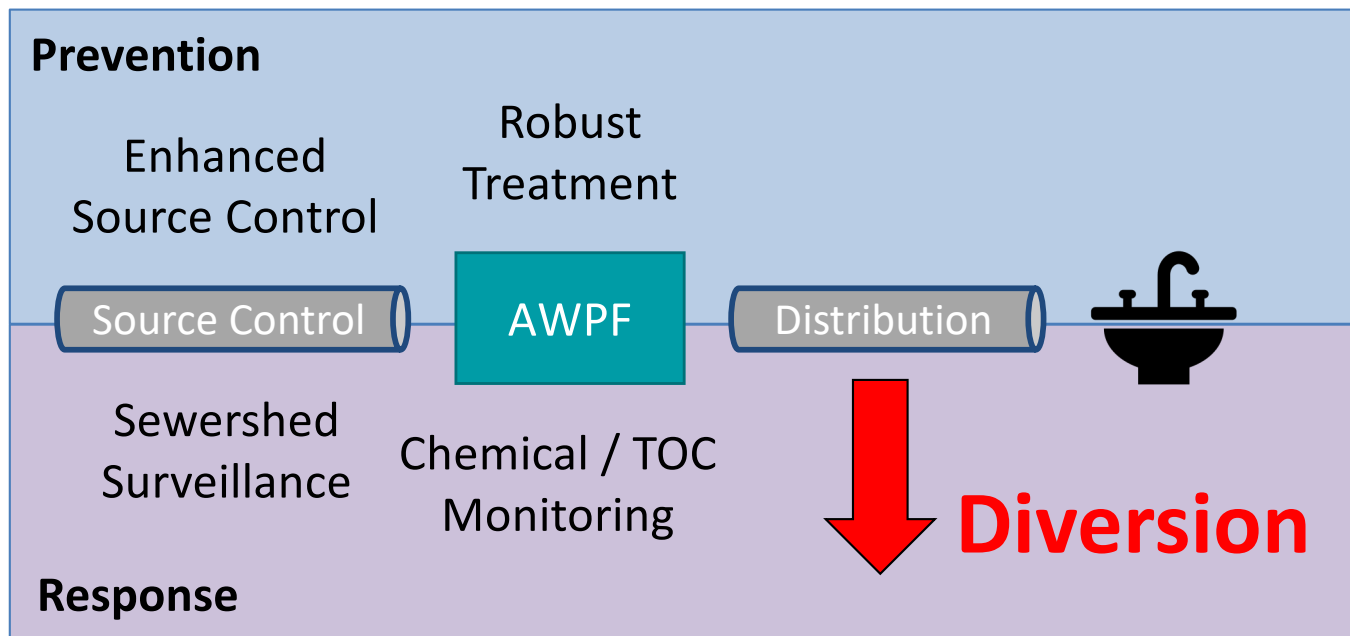 Prevention
Enhanced
Source Control
Robust
Treatment
Source Control
AWPF
Distribution
Sewershed
Surveillance
Chemical / TOC
Monitoring
Diversion
Response